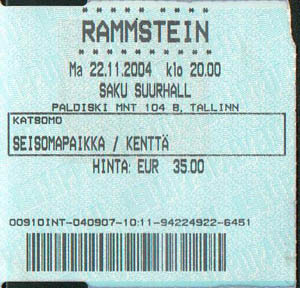 RAMMSTEIN
Ma 22.11.2004 klo 20.00
SAKU SUURHALL
PALDISKI MNT 104 B, TALLINN
KATSOMO
SEISOMAPAIKKA / KENTTÄ
HINTA: EUR 35.00
00910INT-040907-10:11-94224922-6451